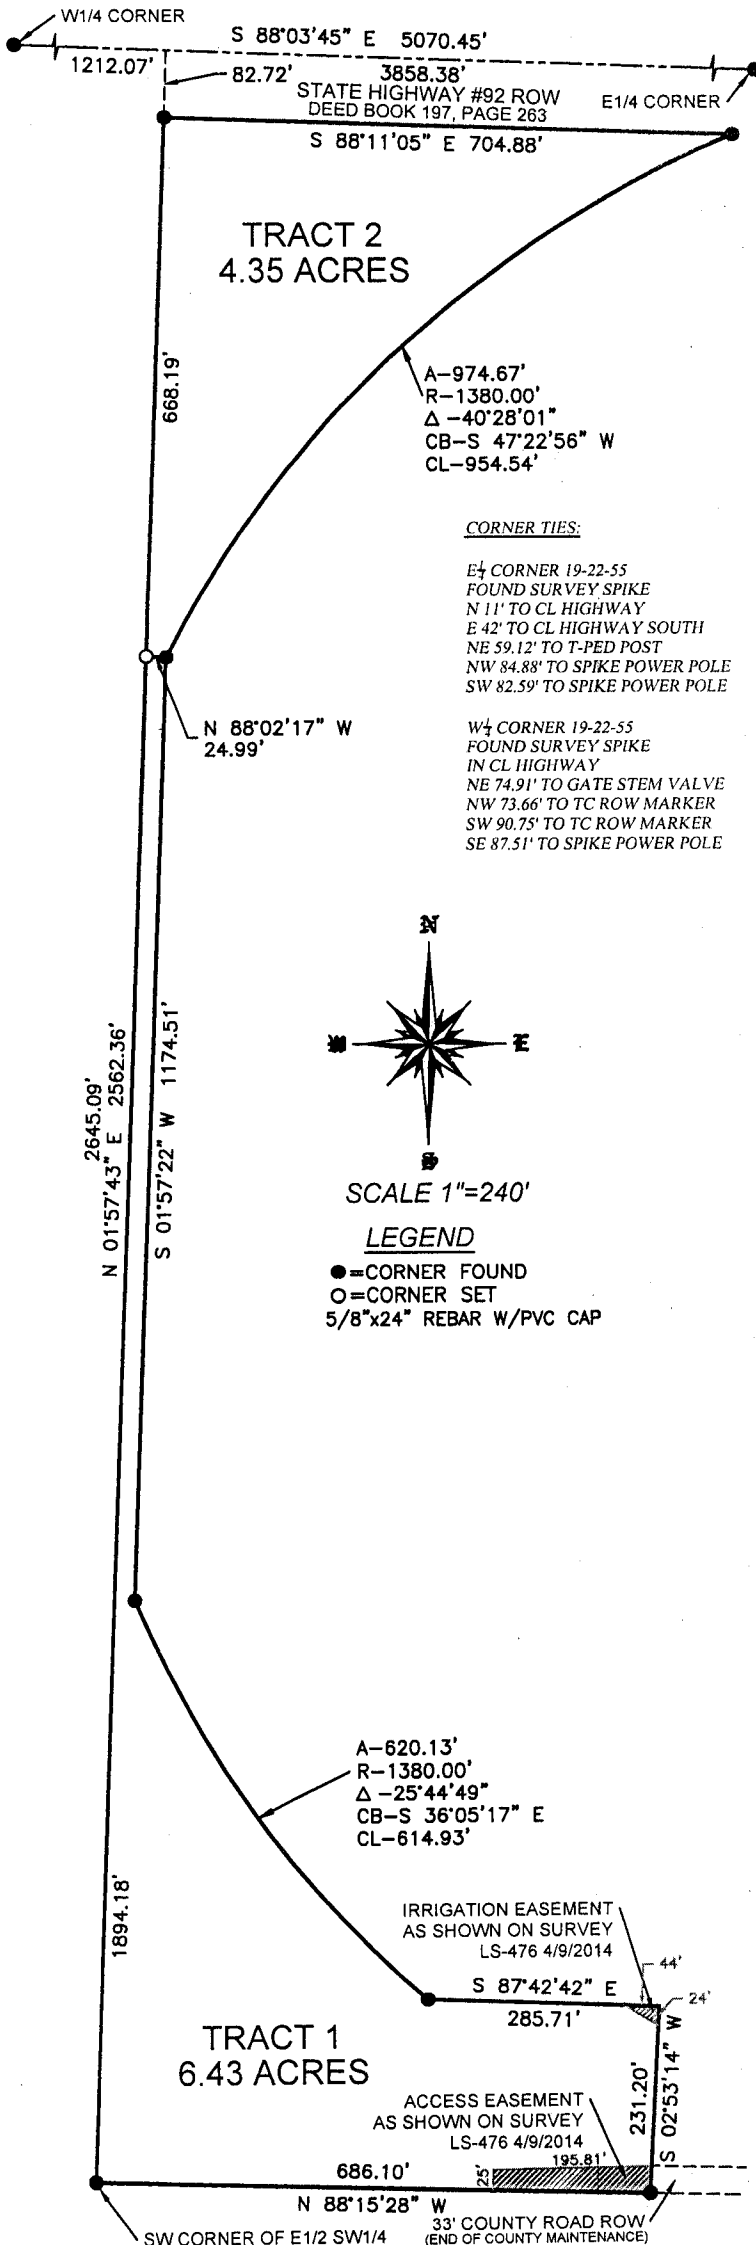 W1/4 CORNER
S 88°03'45" E 5070.45'
1212.07'
82.72'
3858.38'
STATE HIGHWAY #92 ROW
DEED BOOK 197, PAGE 263
E1/4 CORNER
S 88°11'05" E 704.88'
TRACT 2
4.35 ACRES
668.19'
A-974.67'
R-1380.00'
Δ -40°28'01"
CB-S 47°22'56" W
CL-954.54'
CORNER TIES:
E¼ CORNER 19-22-55
FOUND SURVEY SPIKE
N 11' TO CL HIGHWAY
E 42' TO CL HIGHWAY SOUTH
NE 59.12' TO T-PED POST
NW 84.88' TO SPIKE POWER POLE
SW 82.59' TO SPIKE POWER POLE
N 88°02'17" W
24.99'
W¼ CORNER 19-22-55
FOUND SURVEY SPIKE
IN CL HIGHWAY
NE 74.91' TO GATE STEM VALVE
NW 73.66' TO TC ROW MARKER
SW 90.75' TO TC ROW MARKER
SE 87.51' TO SPIKE POWER POLE
N
W
E
S
2645.09'
N 01°57'43" E 2562.36'
S 01°57'22" W 1174.51'
SCALE 1"=240'
LEGEND
●=CORNER FOUND
○=CORNER SET
5/8"x24" REBAR W/PVC CAP
A-620.13'
R-1380.00'
Δ -25°44'49"
CB-S 36°05'17" E
CL-614.93'
1894.18'
IRRIGATION EASEMENT
AS SHOWN ON SURVEY
LS-476 4/9/2014
44'
24'
S 87°42'42" E
285.71'
TRACT 1
6.43 ACRES
231.20'
S 02°53'14" W
ACCESS EASEMENT
AS SHOWN ON SURVEY
LS-476 4/9/2014
195.81'
25'
686.10'
N 88°15'28" W
33' COUNTY ROAD ROW
(END OF COUNTY MAINTENANCE)
SW CORNER OF E1/2 SW1/4